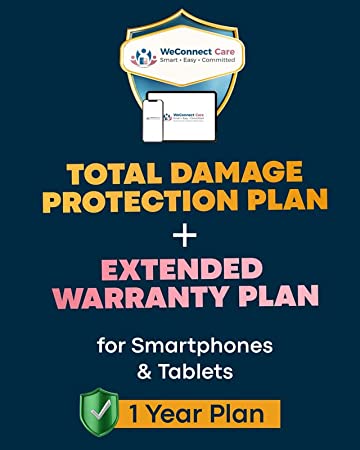 WeConnect Care
Smart • Easy • Committed
WeConnect Care
TOTAL DAMAGE
PROTECTION PLAN
+
EXTENDED
WARRANTY PLAN
for Smartphones
& Tablets
1 Year Plan